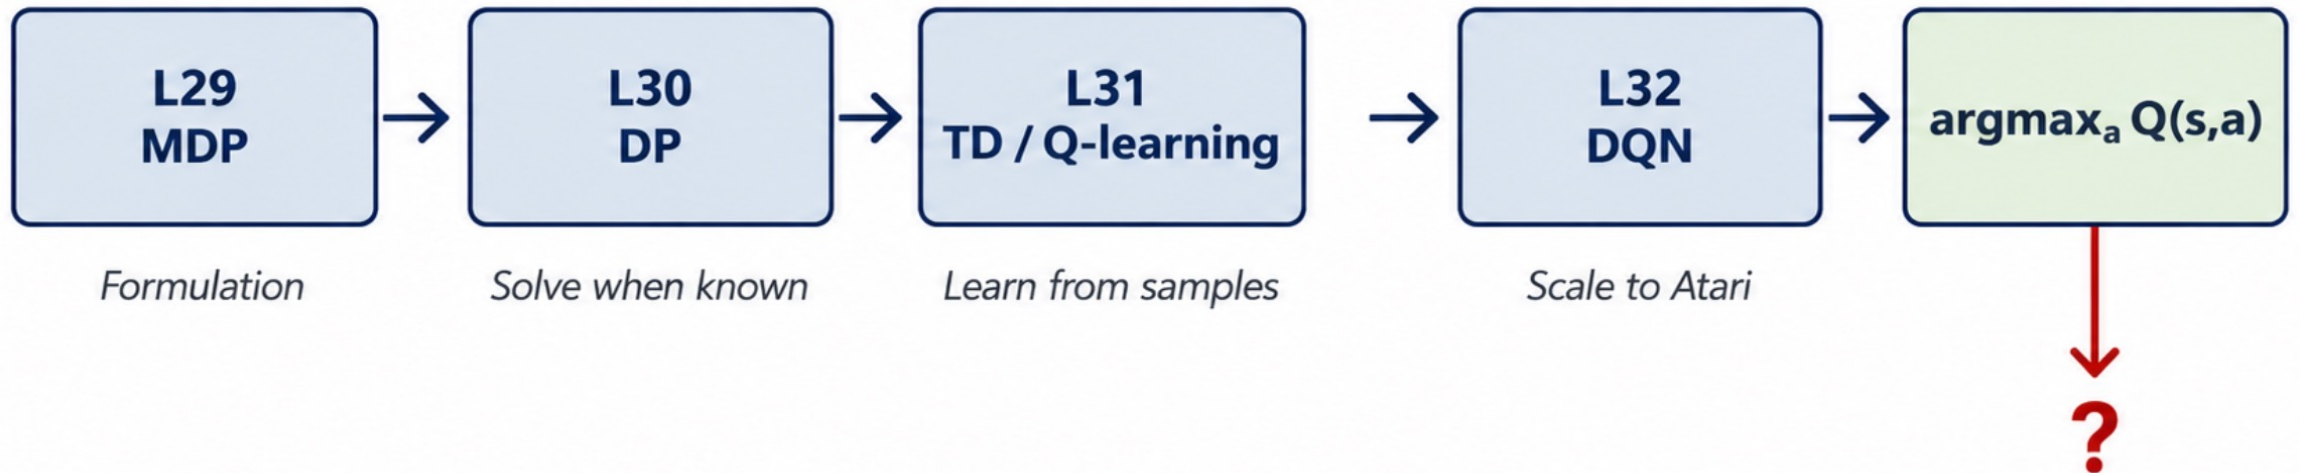 L29
MDP
L30
DP
L31
TD / Q-learning
L32
DQN
argmaxₐ Q(s,a)
Formulation
Solve when known
Learn from samples
Scale to Atari
?